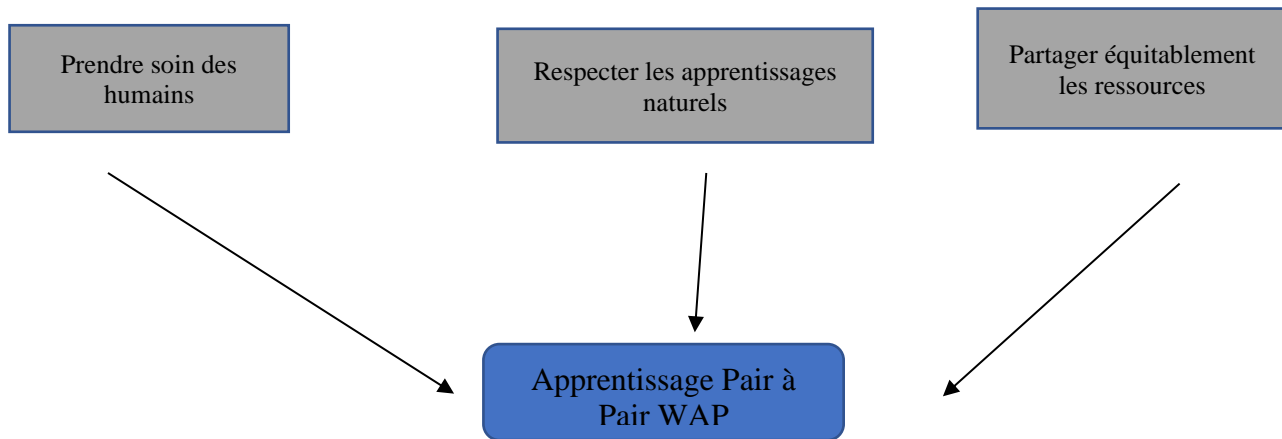 Prendre soin des
humains
Respecter les apprentissages
naturels
Partager équitablement
les ressources
Apprentissage Pair à
Pair WAP